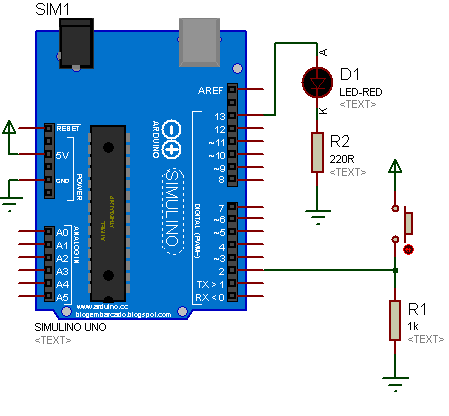 SIM1
AREF
13
12
~11
~10
~9
8
7
~6
~5
4
~3
2
TX > 1
RX < 0
DIGITAL (PWM~)
ARDUINO
SIMULINO
RESET
5V
GND
POWER
A0
A1
A2
A3
A4
A5
ANALOG IN
www.arduino.cc
blogembarcado.blogspot.com
SIMULINO UNO
<TEXT>
A
D1
LED-RED
<TEXT>
K
R2
220R
<TEXT>
R1
1k
<TEXT>